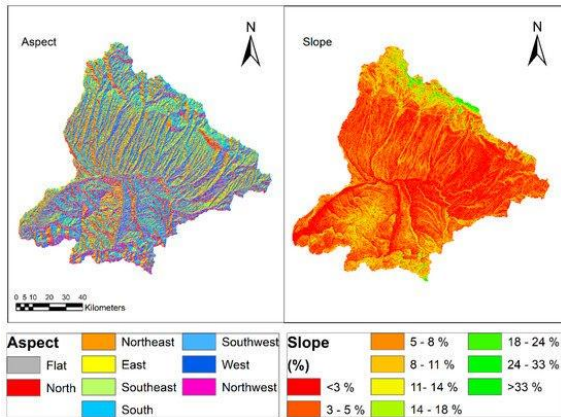 Aspect
N
Slope
N
0 5 10 20 30 40
Kilometers
Aspect
Flat
North
Northeast
East
Southeast
South
Southwest
West
Northwest
Slope
(%)
<3 %
3 - 5 %
5 - 8 %
8 - 11 %
11- 14 %
14 - 18 %
18 - 24 %
24 - 33 %
>33 %